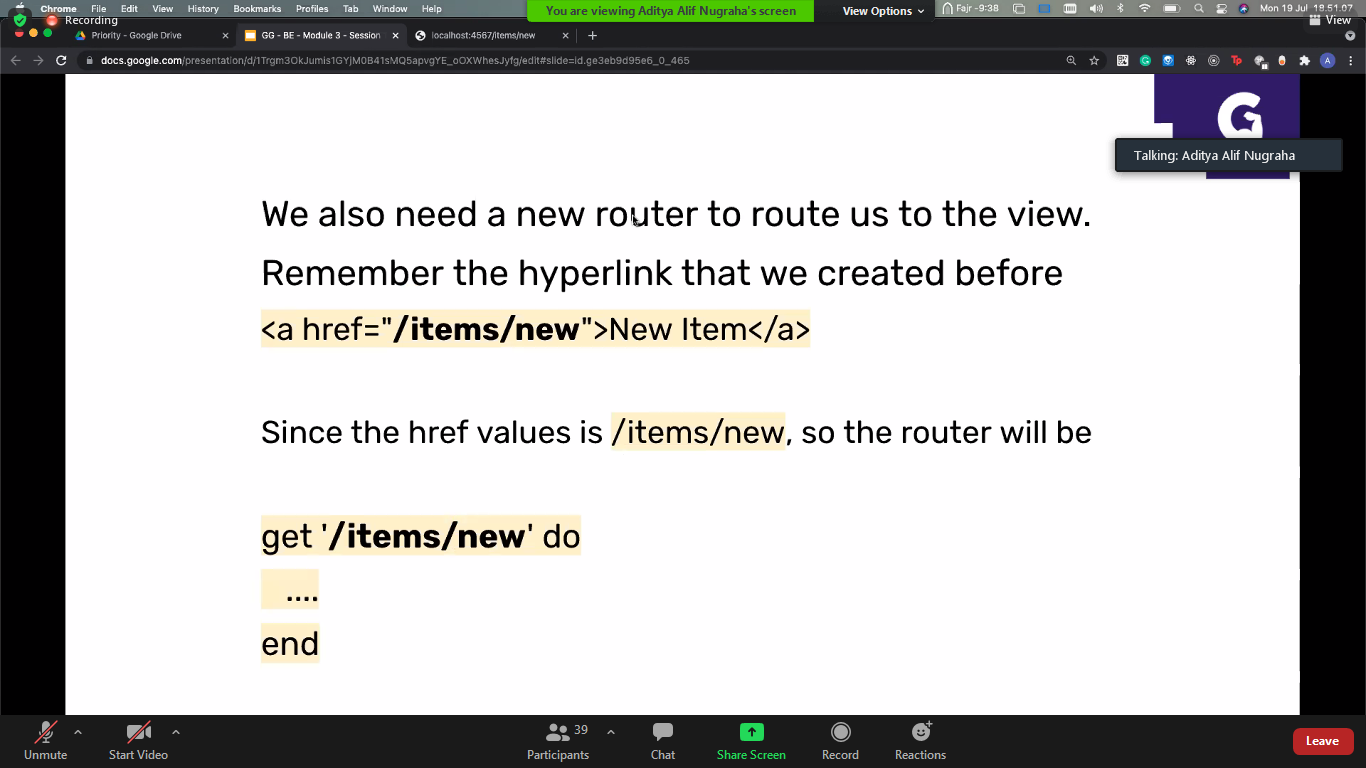 Chrome File Edit View History Bookmarks Profiles Tab Window Help
You are viewing Aditya Alif Nugraha's screen
View Options
Fajr -9:38
Mon 19 Jul 18.51.07
Recording
View
Priority - Google Drive
GG - BE - Module 3 - Session
localhost:4567/items/new
docs.google.com/presentation/d/1Trgm3OkJumis1GYjM0B41sMQ5apvgYE_oOXWhesJyfg/edit#slide=id.ge3eb9d95e6_0_465
G
Talking: Aditya Alif Nugraha
We also need a new router to route us to the view.
Remember the hyperlink that we created before
<a href="/items/new">New Item</a>
Since the href values is /items/new, so the router will be
get '/items/new' do
....
end
Unmute
Start Video
39
Participants
Chat
Share Screen
Record
Reactions
Leave